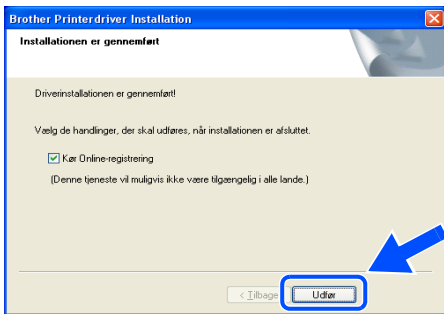 Brother Printerdriver Installation
Installationen er gennemført
Driverinstallationen er gennemført!
Vælg de handlinger, der skal udføres, når installationen er afsluttet.
Kør Online-registrering
(Denne tjeneste vil muligvis ikke være tilgængelig i alle lande.)
< Tilbage
Udfør